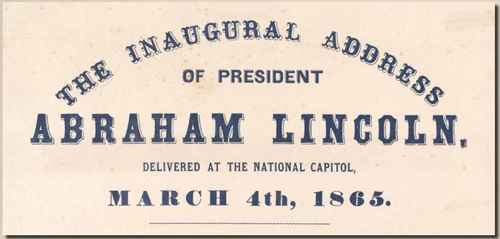 THE INAUGURAL ADDRESS
OF PRESIDENT
ABRAHAM LINCOLN,
DELIVERED AT THE NATIONAL CAPITOL,
MARCH 4th, 1865.